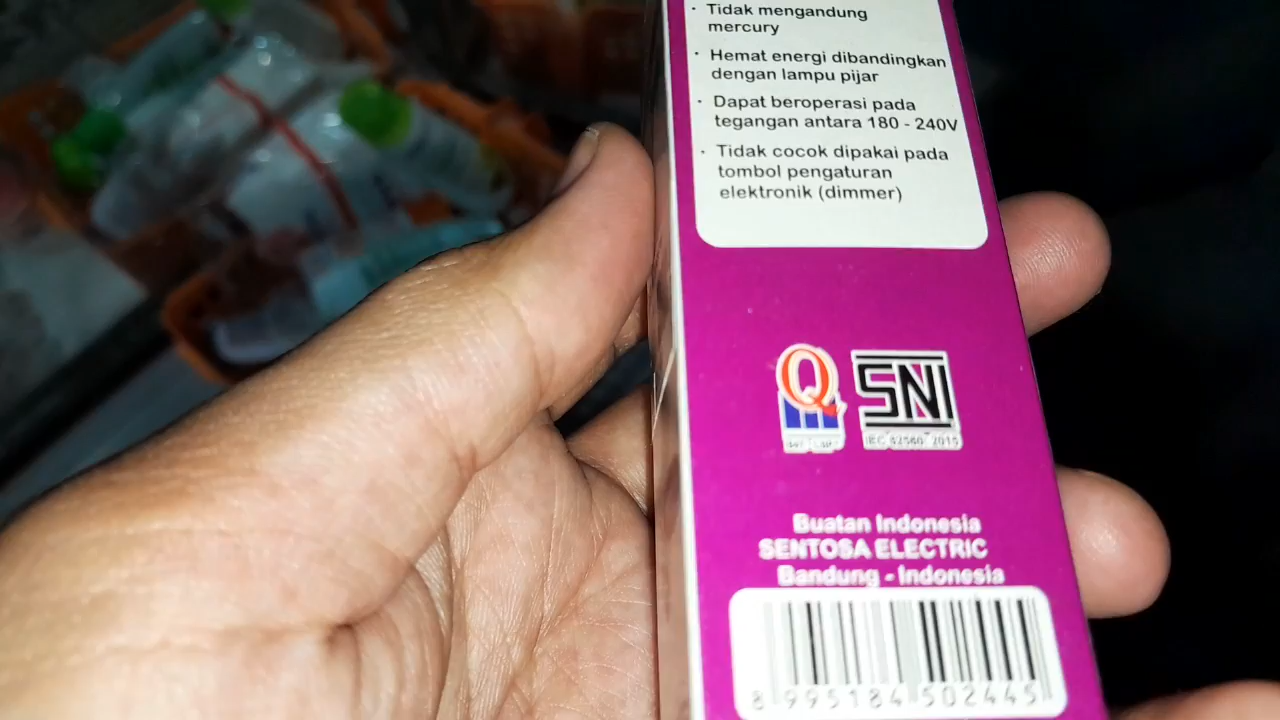 · Tidak mengandung
mercury
· Hemat energi dibandingkan
dengan lampu pijar
· Dapat beroperasi pada
tegangan antara 180 - 240V
· Tidak cocok dipakai pada
tombol pengaturan
elektronik (dimmer)
Q SNI
IEC 62560 2015
Buatan Indonesia
SENTOSA ELECTRIC
Bandung - Indonesia
8 995184 502445